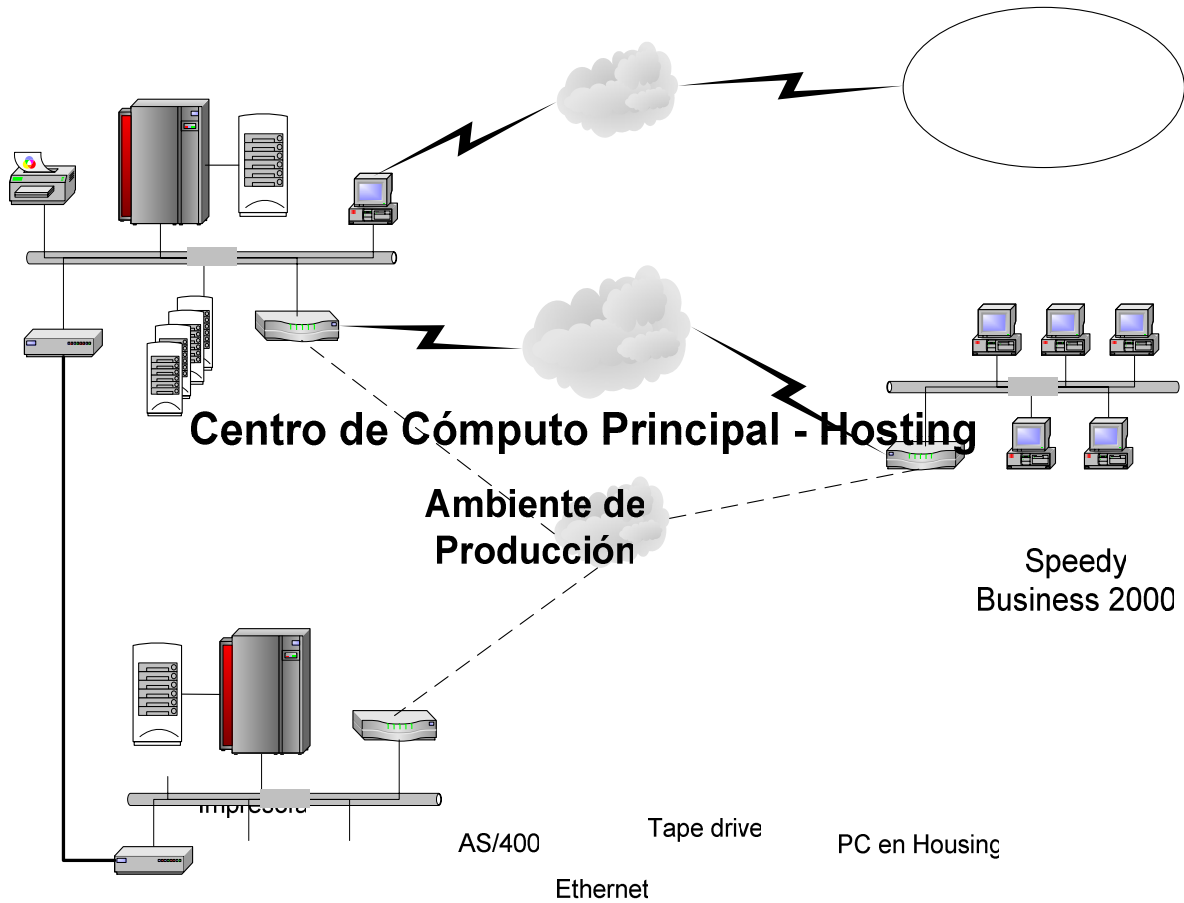 Centro de Cómputo Principal - Hosting
Ambiente de
Producción
Speedy
Business 2000
Impresora
Tape drive
AS/400
PC en Housing
Ethernet